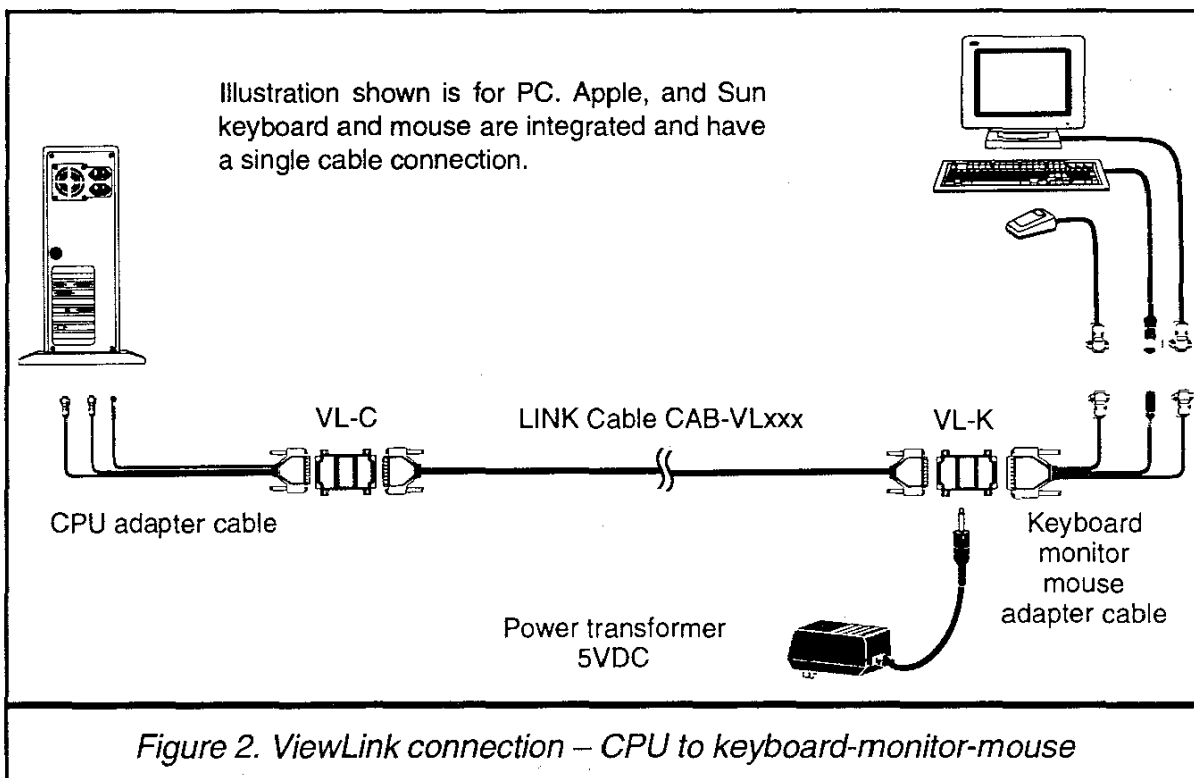 Illustration shown is for PC. Apple, and Sun
keyboard and mouse are integrated and have
a single cable connection.
VL-C
LINK Cable CAB-VLxxx
VL-K
CPU adapter cable
Keyboard
monitor
mouse
adapter cable
Power transformer
5VDC
Figure 2. ViewLink connection – CPU to keyboard-monitor-mouse